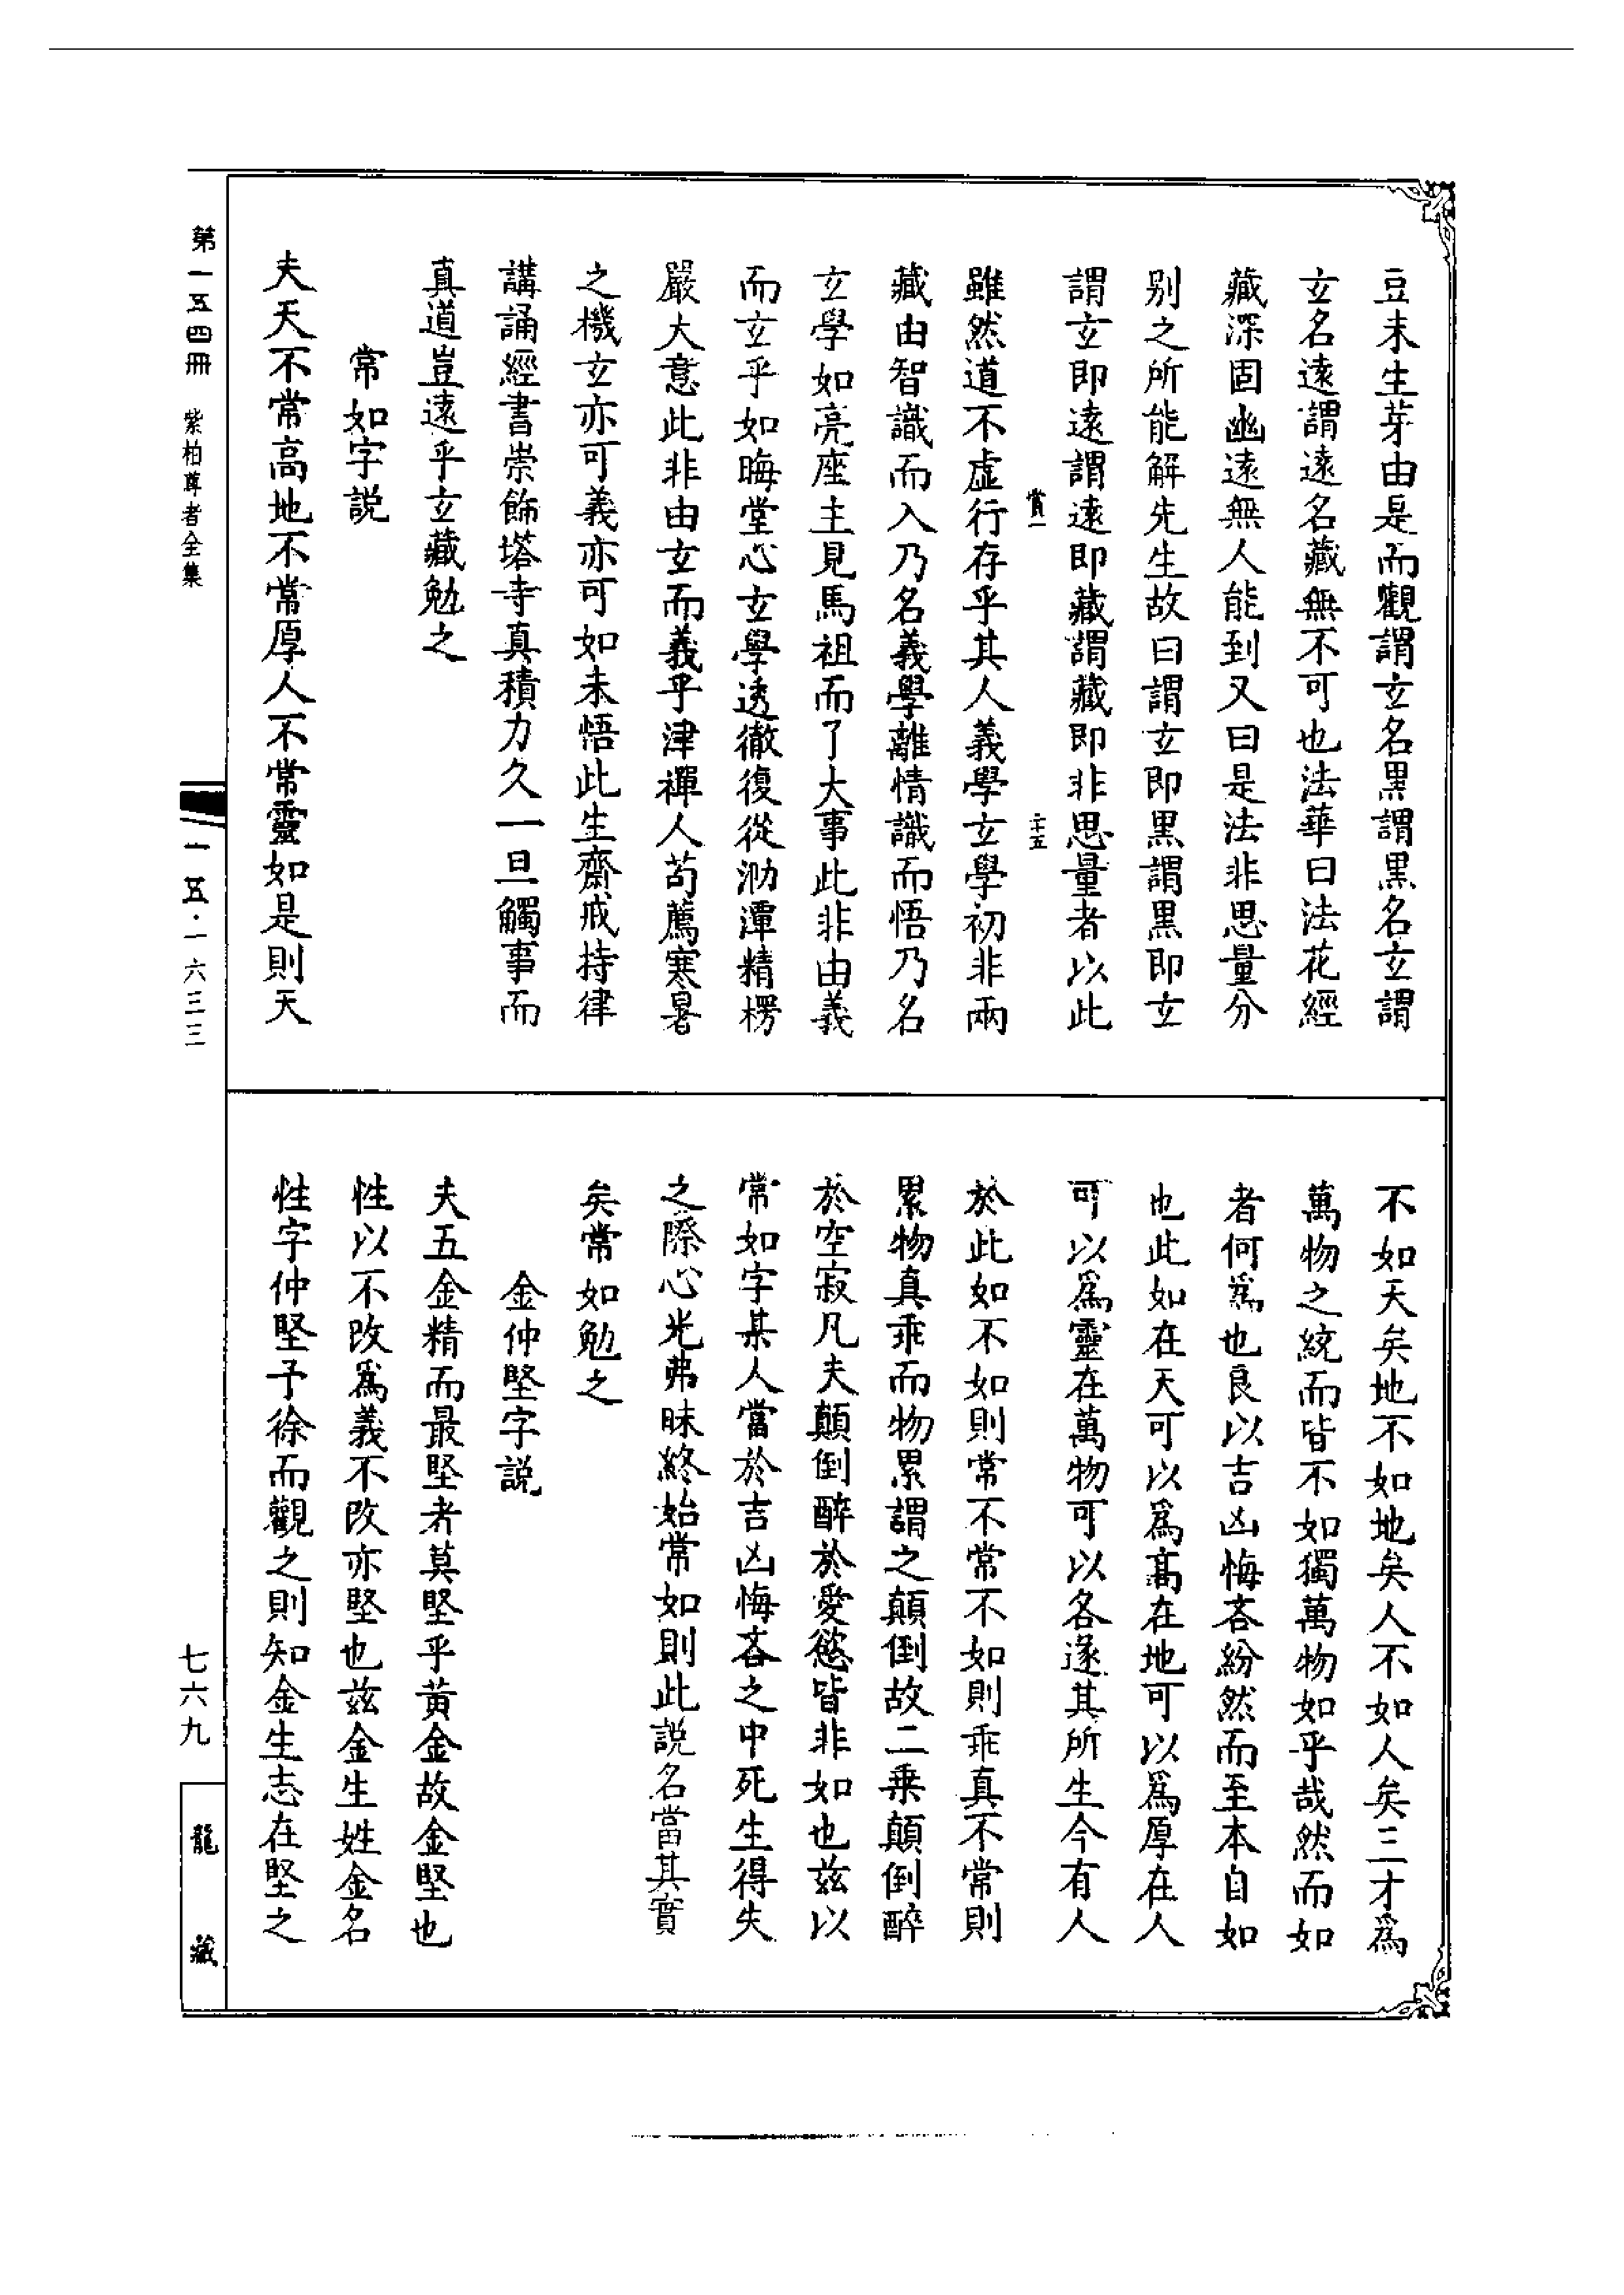 豆未生芽由是而觀謂玄名黑謂黑名玄謂
玄名遠謂遠名藏無不可也法華曰法花經
藏深固幽遠無人能到又曰是法非思量分
别之所能解先生故曰謂玄即黑謂黑即玄
謂玄即遠謂遠即藏謂藏即非思量者以此
賞一 二十五
雖然道不虛行存乎其人義學玄學初非兩
藏由智識而入乃名義學離情識而悟乃名
玄學如亮座主見馬祖而了大事此非由義
而玄乎如晦堂心玄學透徹復從泐潭精楞
嚴大意此非由玄而義乎津禪人苟薦寒暑
之機玄亦可義亦可如未悟此生齋戒持律
講誦經書崇飾塔寺真積力久一旦觸事而
真道豈遠乎玄藏勉之
常如字説
夫天不常高地不常厚人不常靈如是則天
不如天矣地不如地矣人不如人矣三才爲
萬物之統而皆不如獨萬物如乎哉然而如
者何爲也良以吉凶悔吝紛然而至本自如
也此如在天可以爲高在地可以爲厚在人
可以爲靈在萬物可以各遂其所生今有人
於此如不如則常不常不如則乖真不常則
累物真乖而物累謂之顛倒故二乗顛倒醉
於空寂凡夫顛倒醉於愛慾皆非如也茲以
常如字某人當於吉凶悔吝之中死生得失
之際心光弗昧終始常如則此説名當其實
矣常如勉之
金仲堅字説
夫五金精而最堅者莫堅乎黃金故金堅也
性以不改爲義不改亦堅也茲金生姓金名
性字仲堅予徐而觀之則知金生志在堅之
第一五四冊 紫柏尊者全集
一五·一六三三
七六九
龍藏